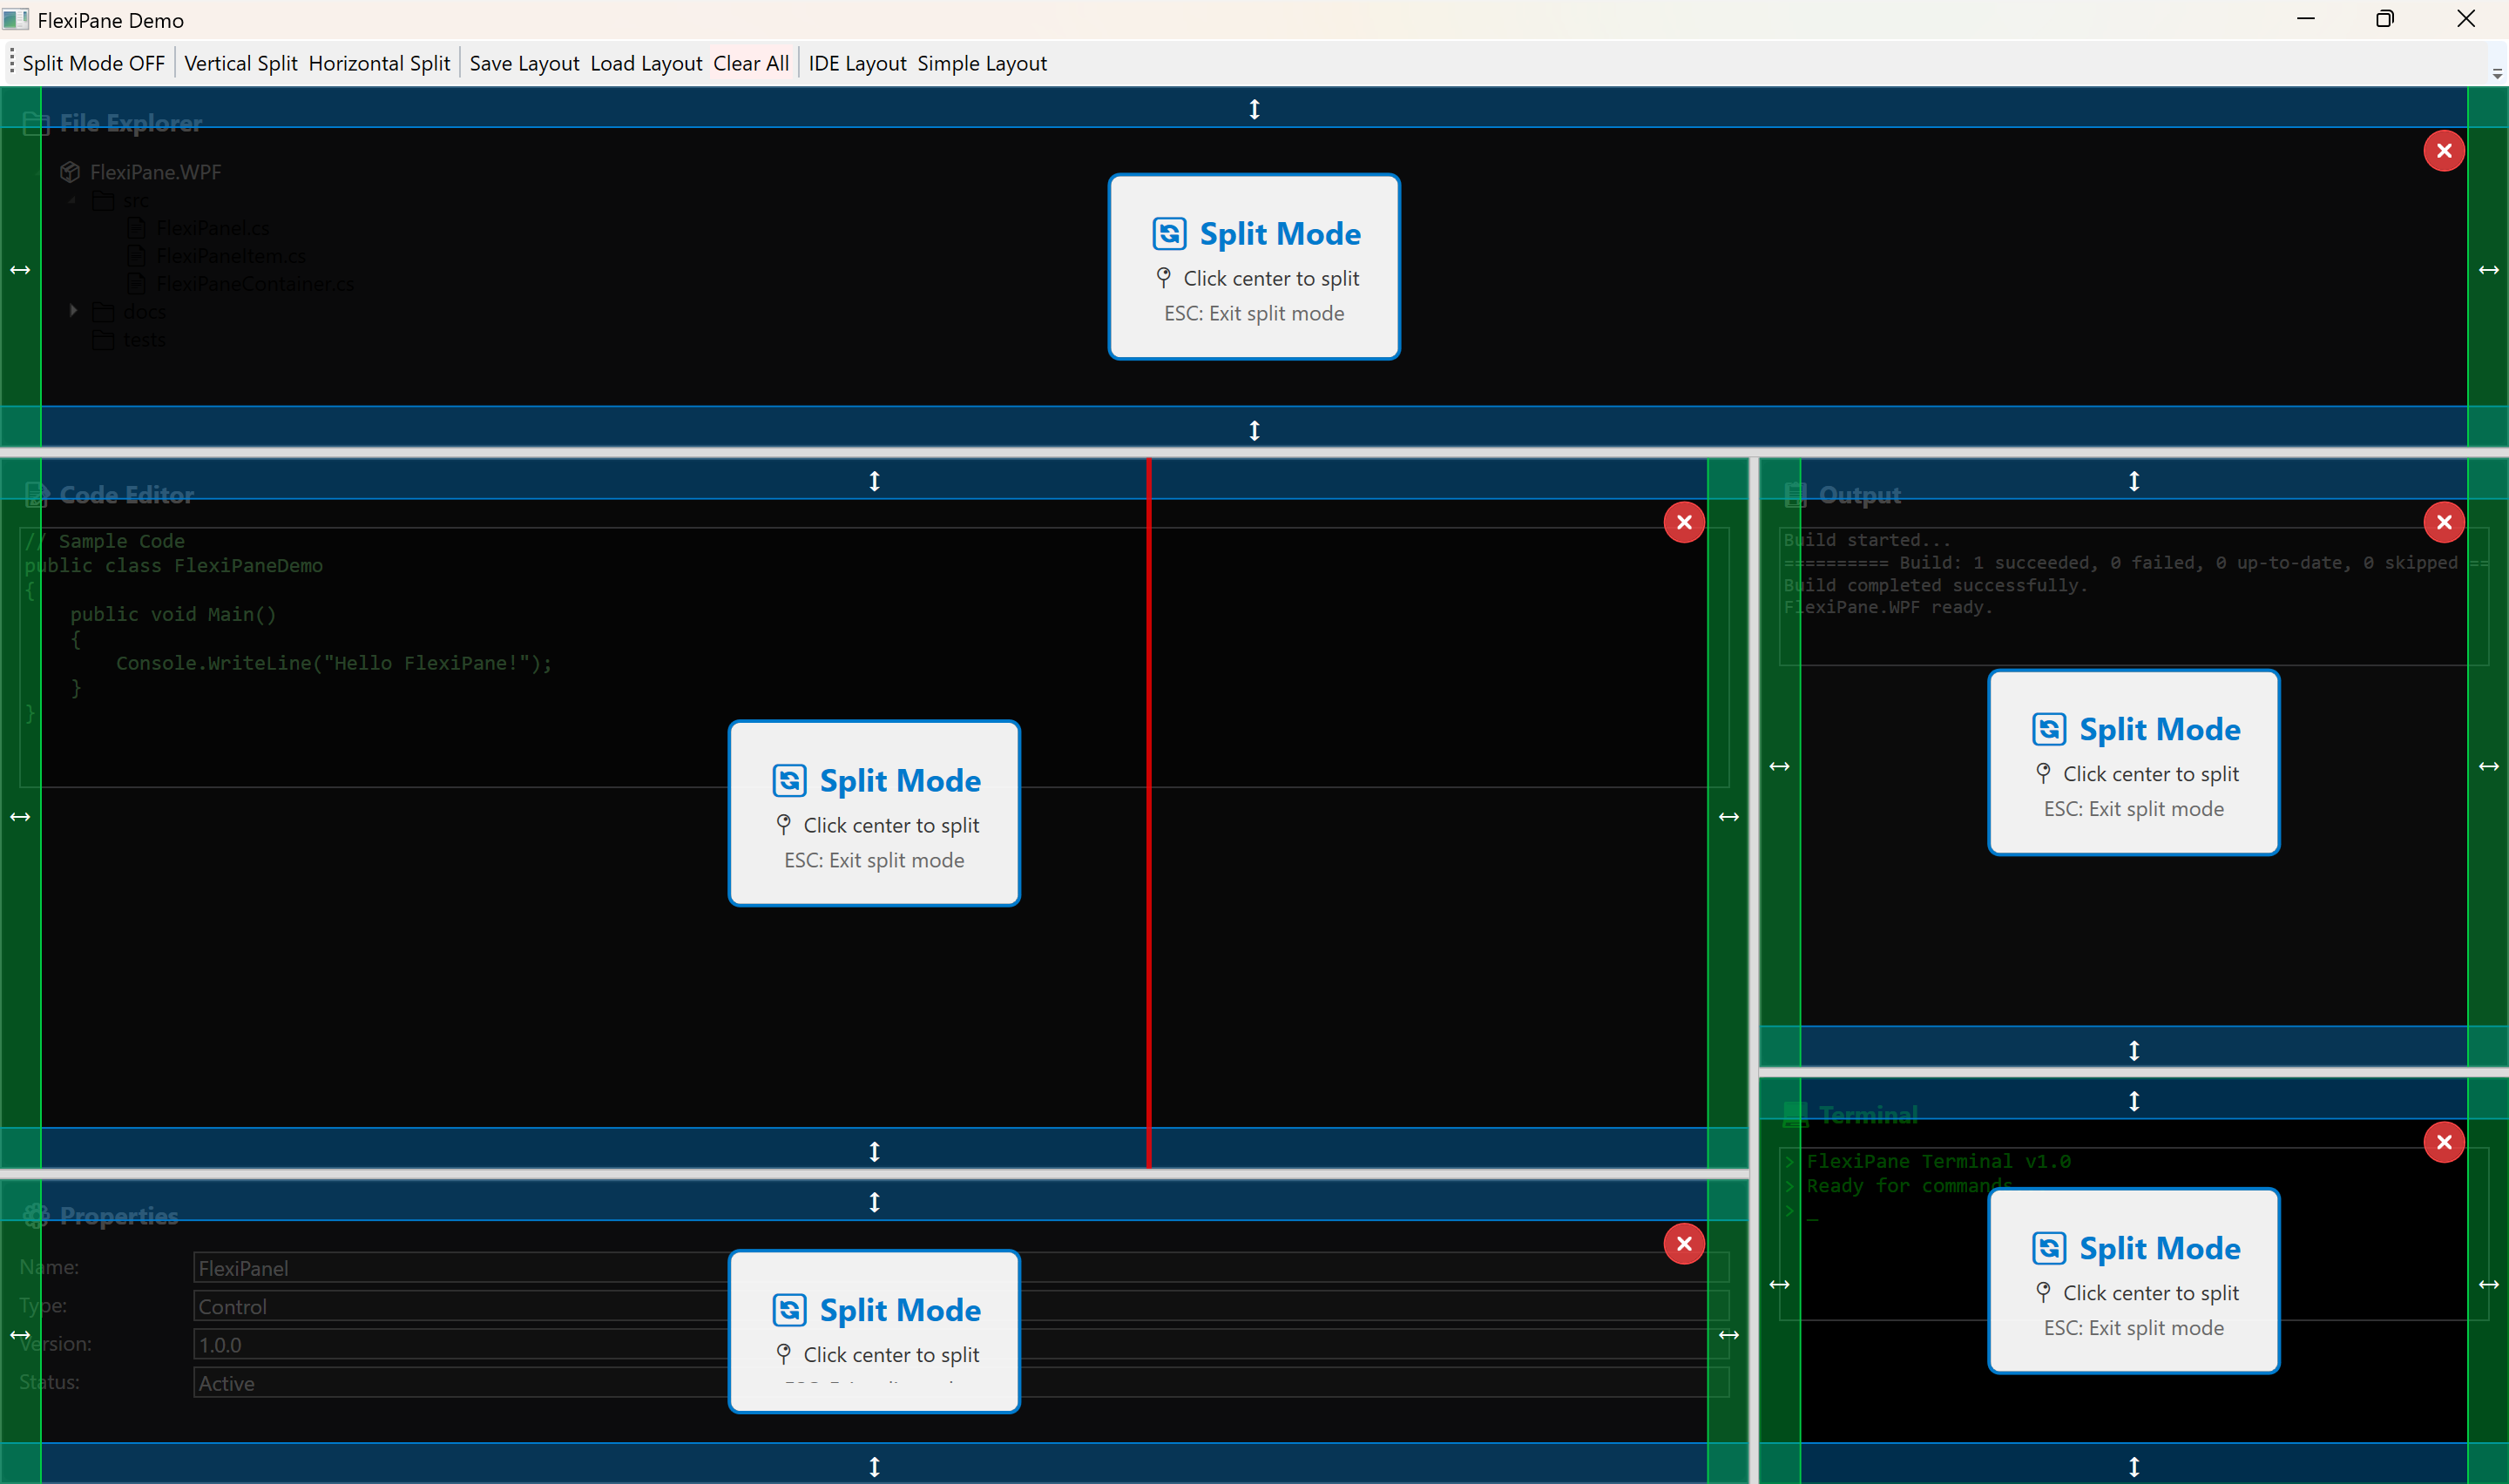 FlexiPane Demo
Split Mode OFF Vertical Split Horizontal Split Save Layout Load Layout Clear All IDE Layout Simple Layout
File Explorer
FlexiPane.WPF
src
FlexiPanel.cs
FlexiPaneItem.cs
FlexiPaneContainer.cs
docs
tests
Split Mode
Click center to split
ESC: Exit split mode
Code Editor
// Sample Code
public class FlexiPaneDemo
{
public void Main()
{
Console.WriteLine("Hello FlexiPane!");
}
}
Split Mode
Click center to split
ESC: Exit split mode
Output
Build started...
========== Build: 1 succeeded, 0 failed, 0 up-to-date, 0 skipped ==
Build completed successfully.
FlexiPane.WPF ready.
Split Mode
Click center to split
ESC: Exit split mode
Properties
Name: FlexiPanel
Type: Control
Version: 1.0.0
Status: Active
Split Mode
Click center to split
Terminal
> FlexiPane Terminal v1.0
> Ready for commands
> _
Split Mode
Click center to split
ESC: Exit split mode